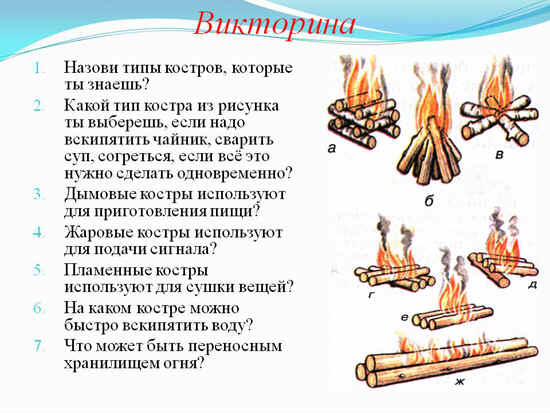 Викторина
1. Назови типы костров, которые
ты знаешь?
2. Какой тип костра из рисунка
ты выберешь, если надо
вскипятить чайник, сварить
суп, согреться, если всё это
нужно сделать одновременно?
3. Дымовые костры используют
для приготовления пищи?
4. Жаровые костры используют
для подачи сигнала?
5. Пламенные костры
используют для сушки вещей?
6. На каком костре можно
быстро вскипятить воду?
7. Что может быть переносным
хранилищем огня?
а
в
б
г
д
е
ж